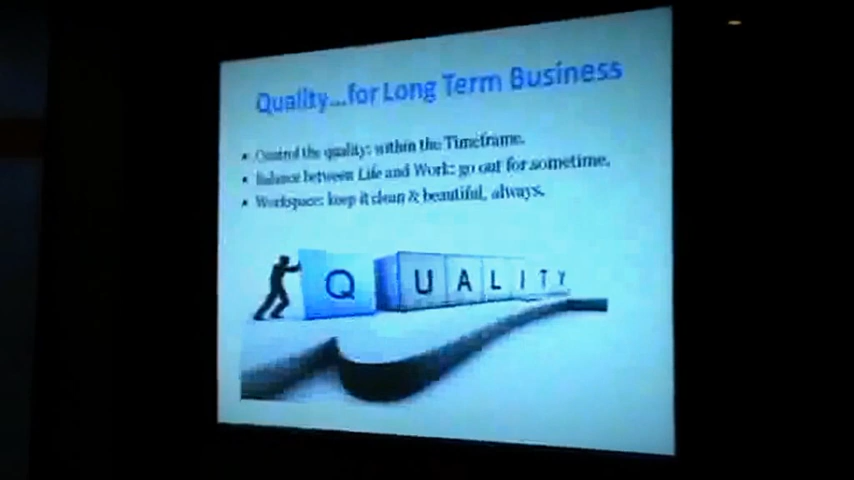 Quality...for Long Term Business
• Control the quality: within the Timeframe.
• Balance between Life and Work: go out for sometime.
• Workspace: keep it clean & beautiful, always.
QUALITY